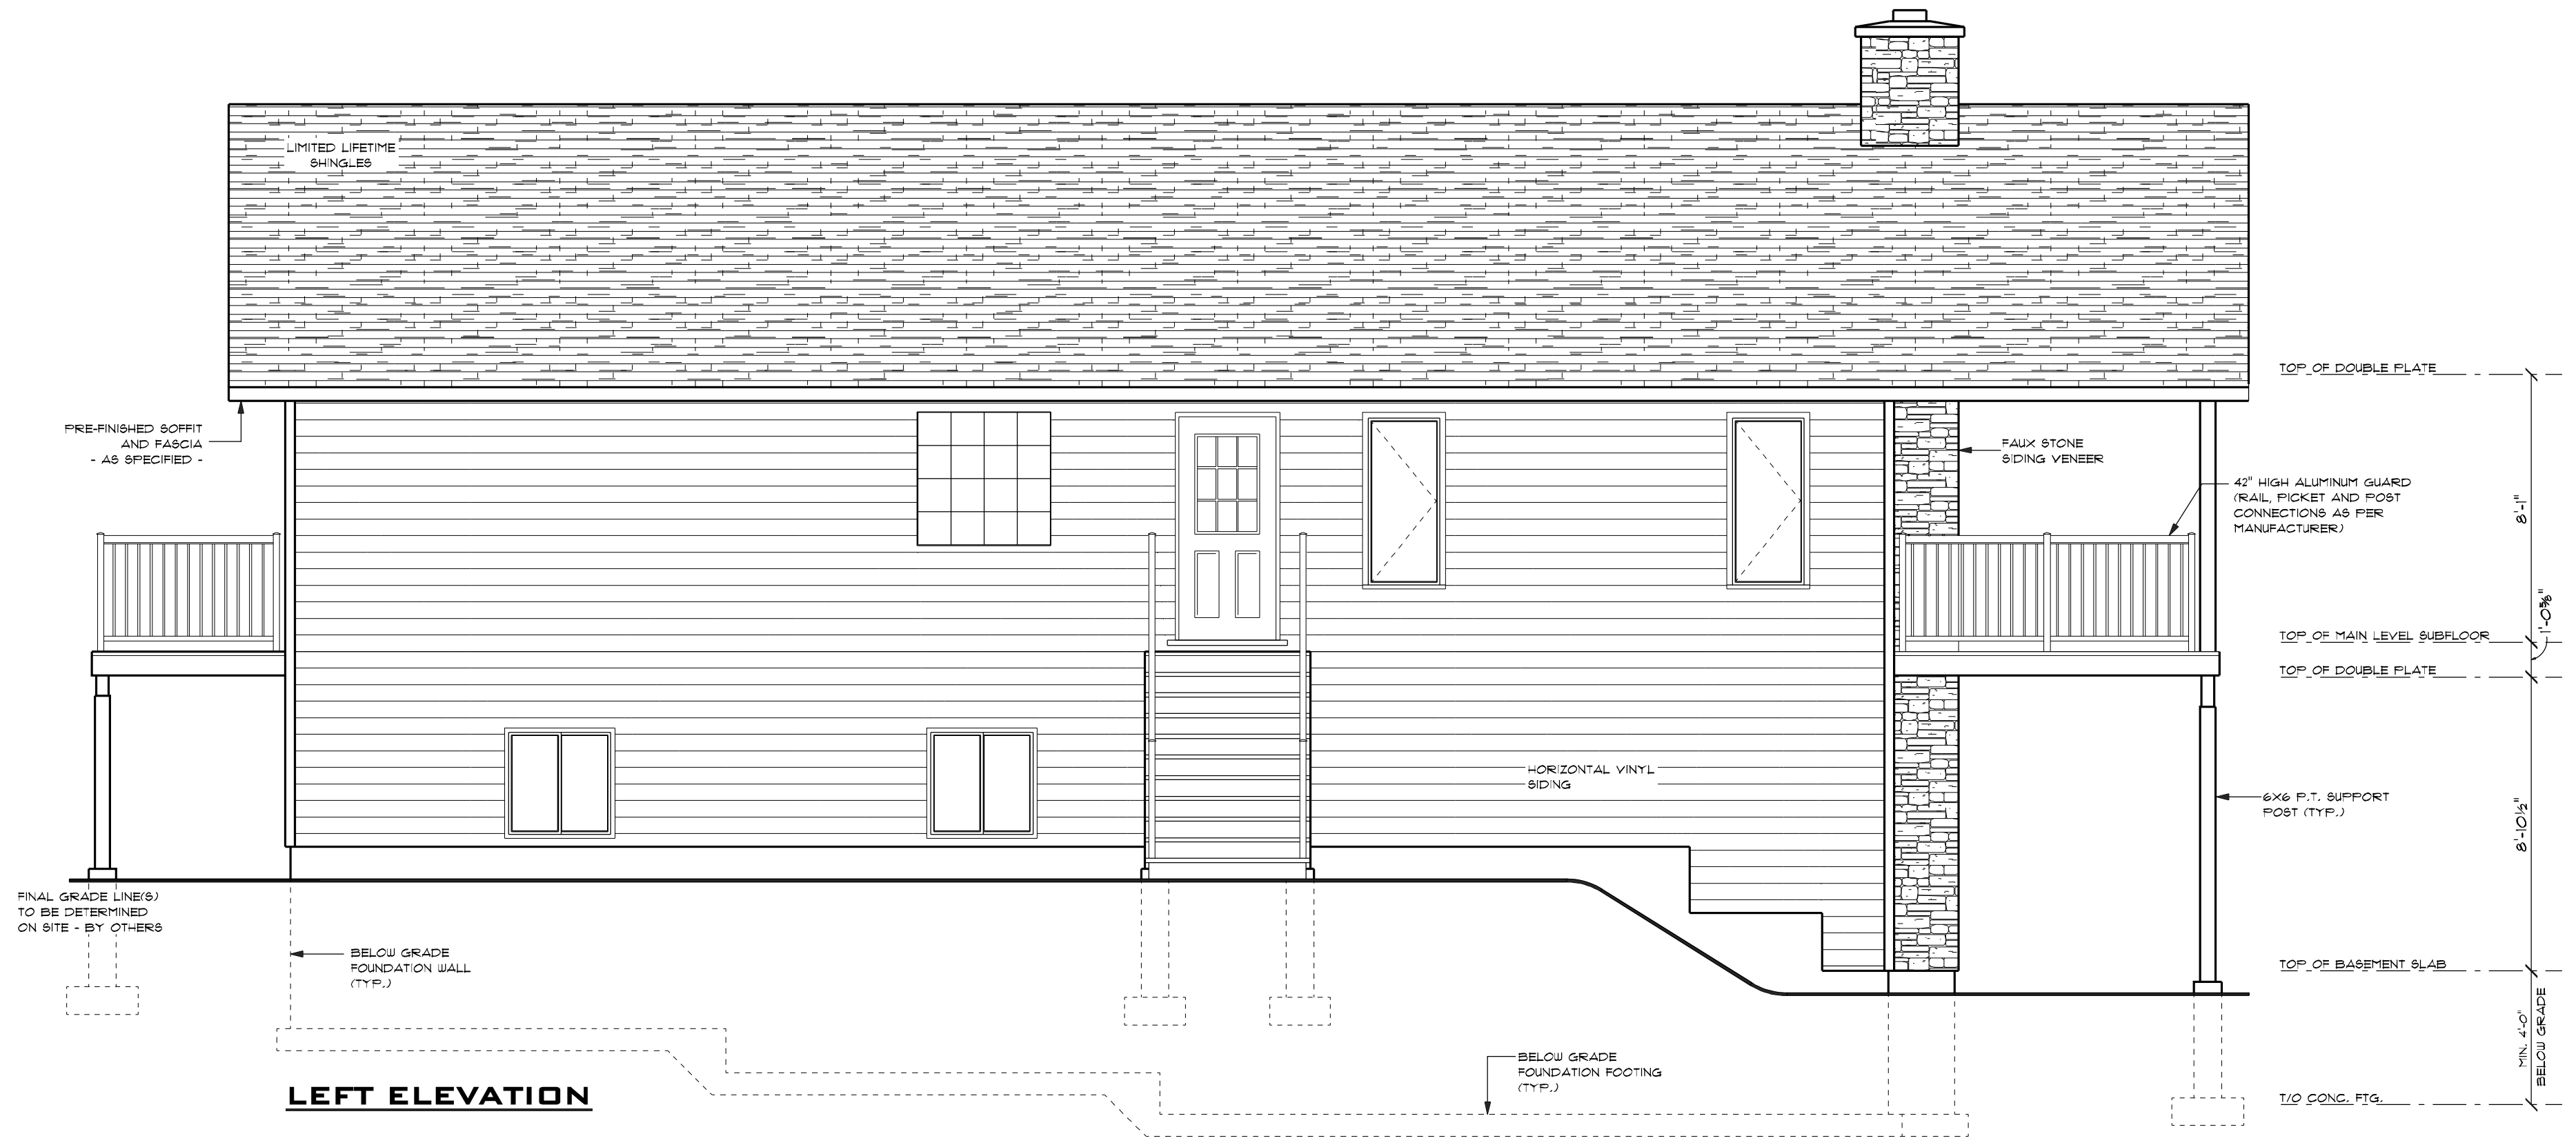 LIMITED LIFETIME
SHINGLES
TOP OF DOUBLE PLATE
PRE-FINISHED SOFFIT
AND FASCIA
- AS SPECIFIED -
FAUX STONE
SIDING VENEER
42" HIGH ALUMINUM GUARD
(RAIL, PICKET AND POST
CONNECTIONS AS PER
MANUFACTURER)
8'-1"
1'-0⅝"
TOP OF MAIN LEVEL SUBFLOOR
TOP OF DOUBLE PLATE
HORIZONTAL VINYL
SIDING
6X6 P.T. SUPPORT
POST (TYP.)
8'-10½"
FINAL GRADE LINE(S)
TO BE DETERMINED
ON SITE - BY OTHERS
BELOW GRADE
FOUNDATION WALL
(TYP.)
TOP OF BASEMENT SLAB
MIN. 4'-0"
BELOW GRADE
BELOW GRADE
FOUNDATION FOOTING
(TYP.)
T/O CONC. FTG.
LEFT ELEVATION